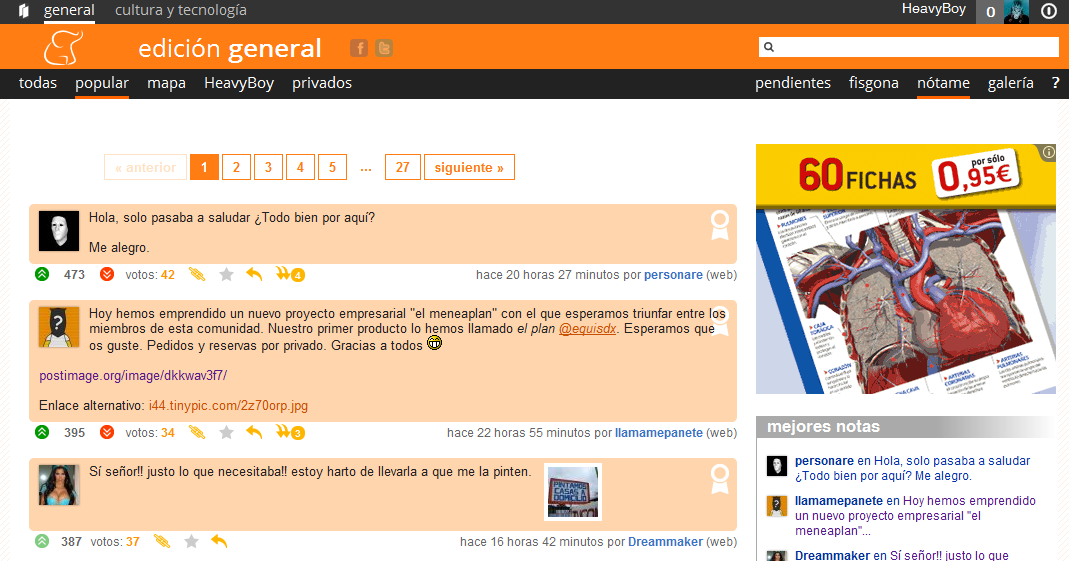 general cultura y tecnología HeavyBoy 0
edición general
todas popular mapa HeavyBoy privados pendientes fisgona nótame galería ?
« anterior 1 2 3 4 5 ... 27 siguiente »
Hola, solo pasaba a saludar ¿Todo bien por aquí?
Me alegro.
473 votos: 42 4 hace 20 horas 27 minutos por personare (web)
Hoy hemos emprendido un nuevo proyecto empresarial "el meneaplan" con el que esperamos triunfar entre los
miembros de esta comunidad. Nuestro primer producto lo hemos llamado el plan @equisdx. Esperamos que
os guste. Pedidos y reservas por privado. Gracias a todos
postimage.org/image/dkkwav3f7/
Enlace alternativo: i44.tinypic.com/2z70orp.jpg
395 votos: 34 3 hace 22 horas 55 minutos por llamamepanete (web)
Sí señor!! justo lo que necesitaba!! estoy harto de llevarla a que me la pinten.
PINTAMOS
CASAS A
DOMICILIO
387 votos: 37 hace 16 horas 42 minutos por Dreammaker (web)
60 FICHAS
por sólo
0,95€
PULMONES
SUPERIOR
CAJA
TORÁCICA
CORAZÓN
ARTERIAS
CORONARIAS
ARTERIAS
PULMONARES
mejores notas
personare en Hola, solo pasaba a saludar
¿Todo bien por aquí? Me alegro.
llamamepanete en Hoy hemos emprendido
un nuevo proyecto empresarial "el
meneaplan"...
Dreammaker en Sí señor!! justo lo que